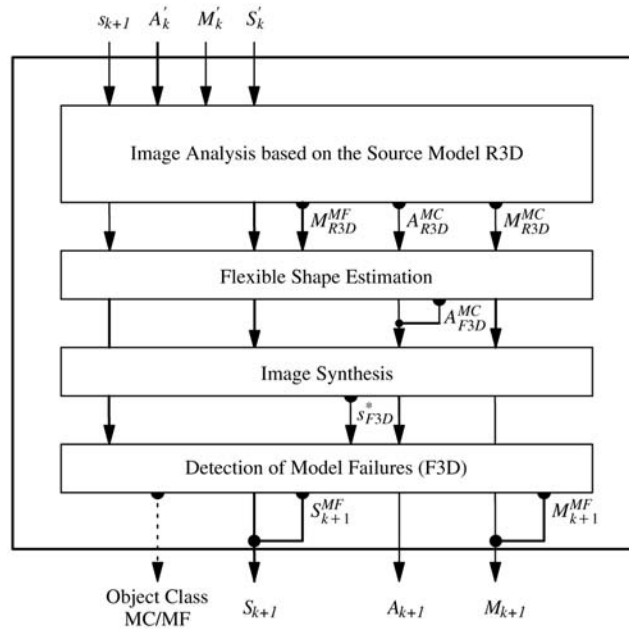 s_{k+1} A'_k M'_k S'_k
Image Analysis based on the Source Model R3D
M^{MF}_{R3D} A^{MC}_{R3D} M^{MC}_{R3D}
Flexible Shape Estimation
A^{MC}_{F3D}
Image Synthesis
s^*_{F3D}
Detection of Model Failures (F3D)
S^{MF}_{k+1} M^{MF}_{k+1}
Object Class
MC/MF
S_{k+1} A_{k+1} M_{k+1}